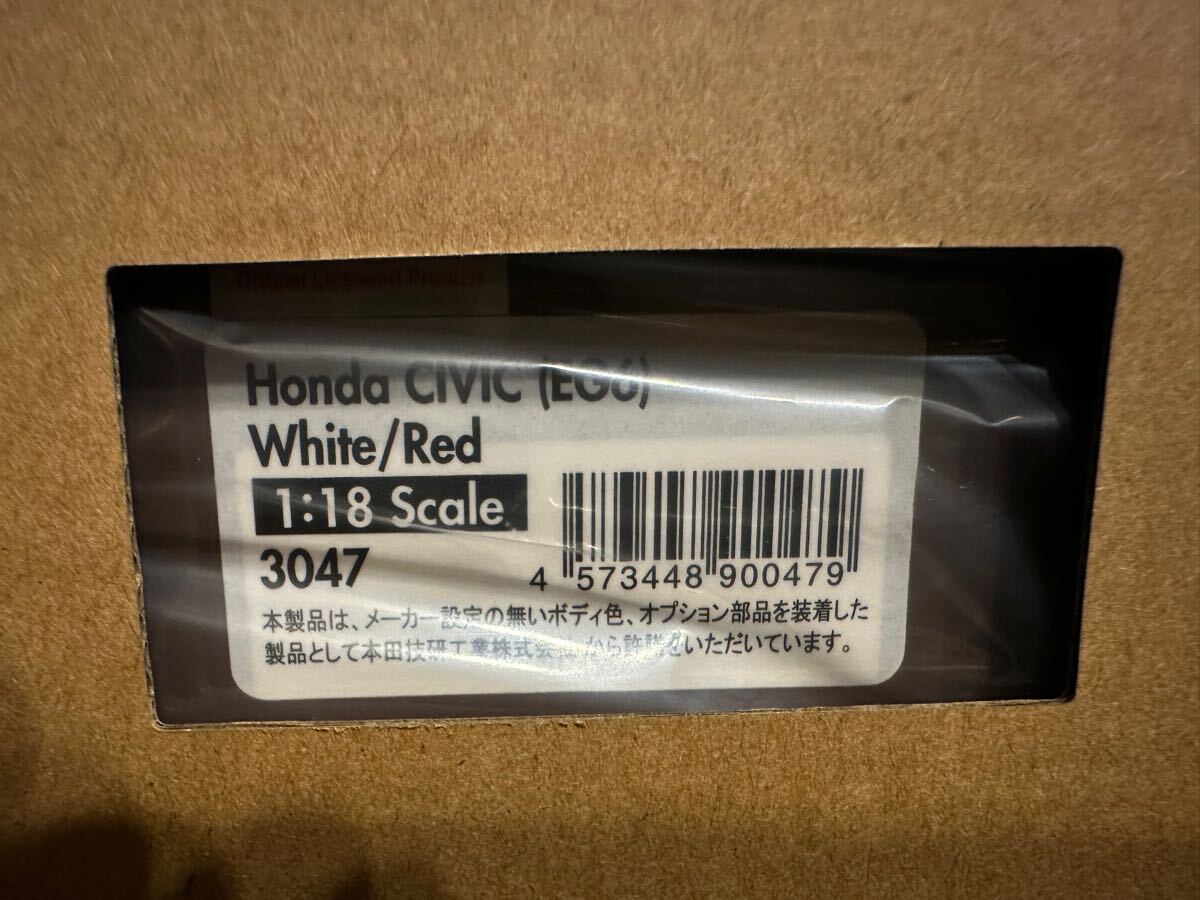 Official Licensed Product
Honda CIVIC (EG6)
White/Red
1:18 Scale
3047
4 573448 900479
本製品は、メーカー設定の無いボディ色、オプション部品を装着した
製品として本田技研工業株式会社から許諾をいただいています。